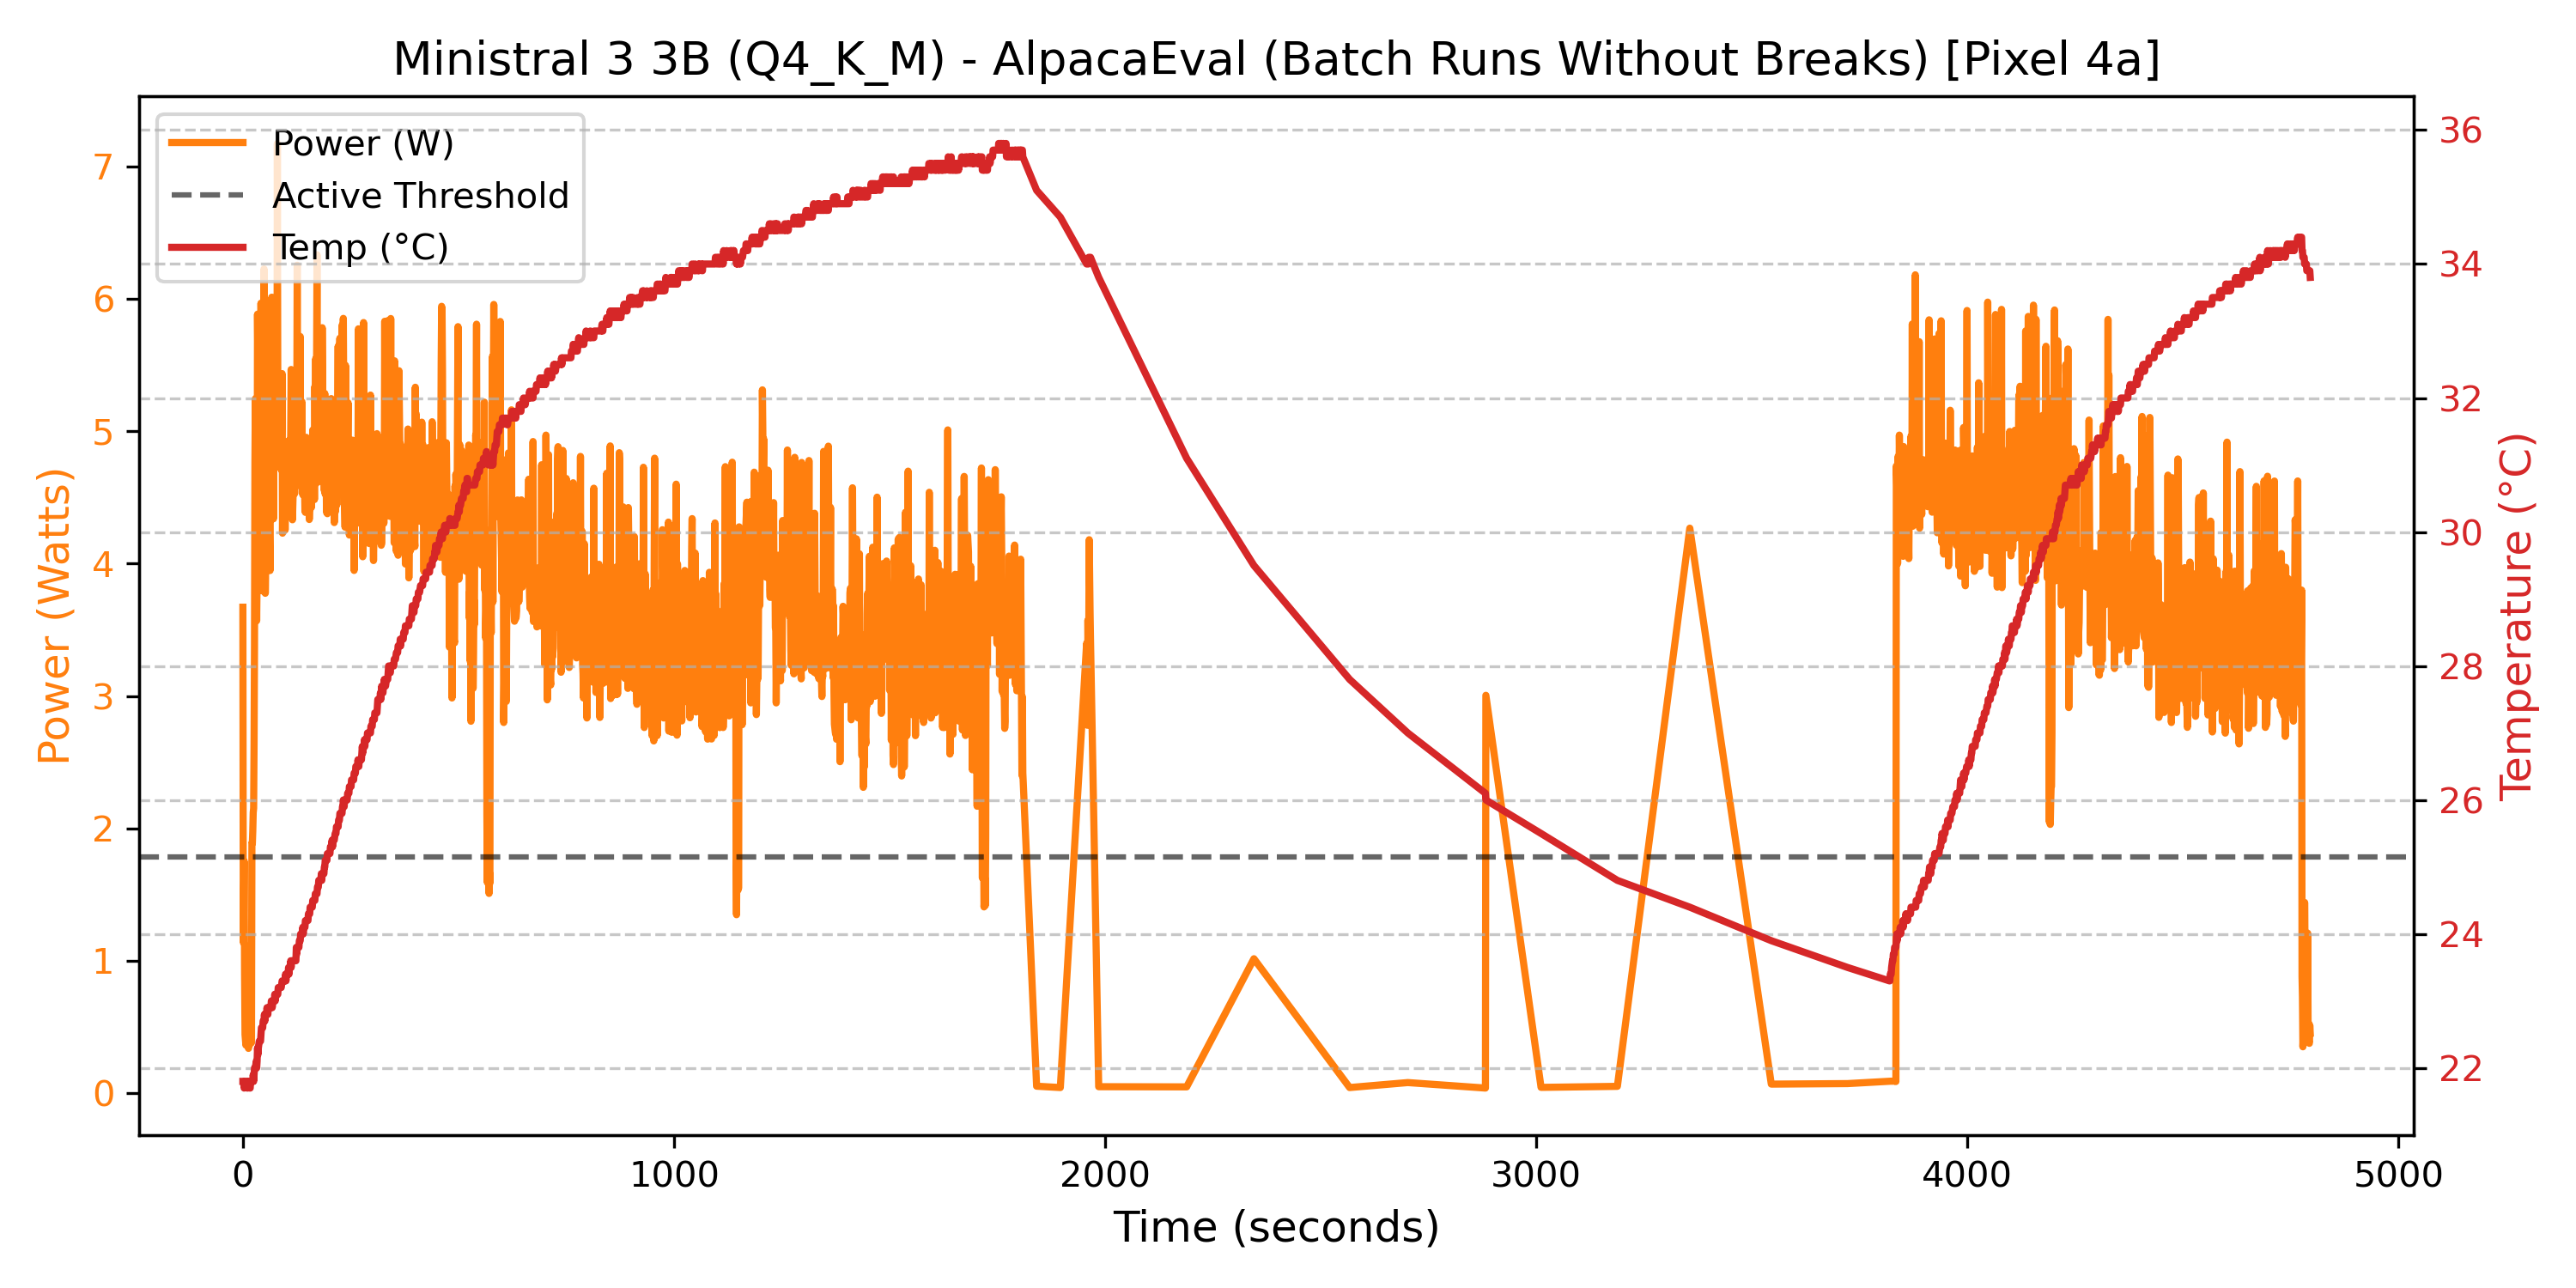 Ministral 3 3B (Q4_K_M) - AlpacaEval (Batch Runs Without Breaks) [Pixel 4a]
Power (W)
Active Threshold
Temp (°C)
Power (Watts)
7
6
5
4
3
2
1
0
36
34
32
30
28
26
24
22
Temperature (°C)
0 1000 2000 3000 4000 5000
Time (seconds)